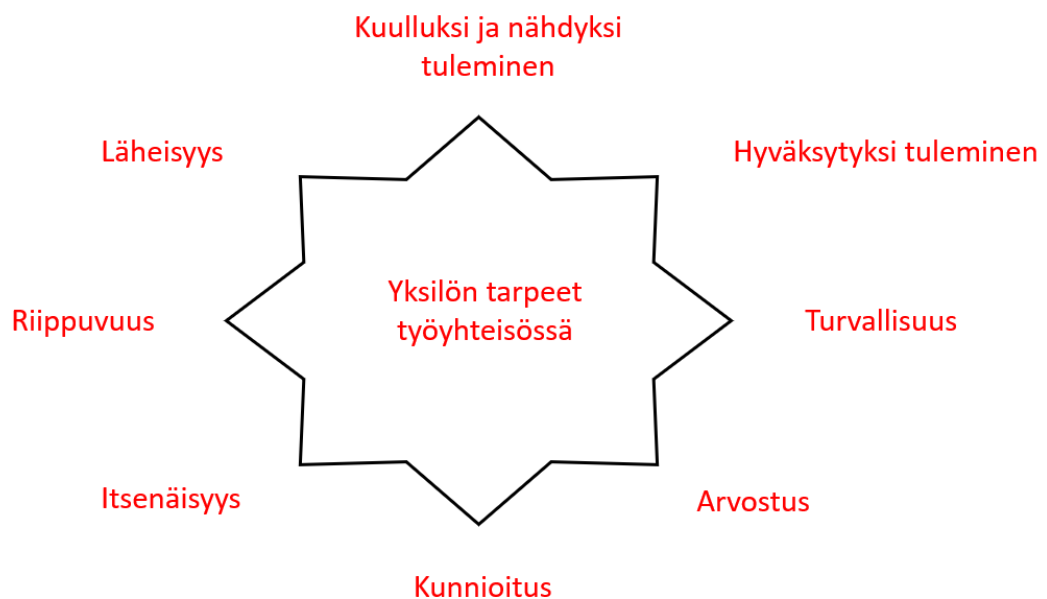 Kuulluksi ja nähdyksi
tuleminen
Läheisyys
Hyväksytyksi tuleminen
Yksilön tarpeet
työyhteisössä
Riippuvuus
Turvallisuus
Itsenäisyys
Arvostus
Kunnioitus